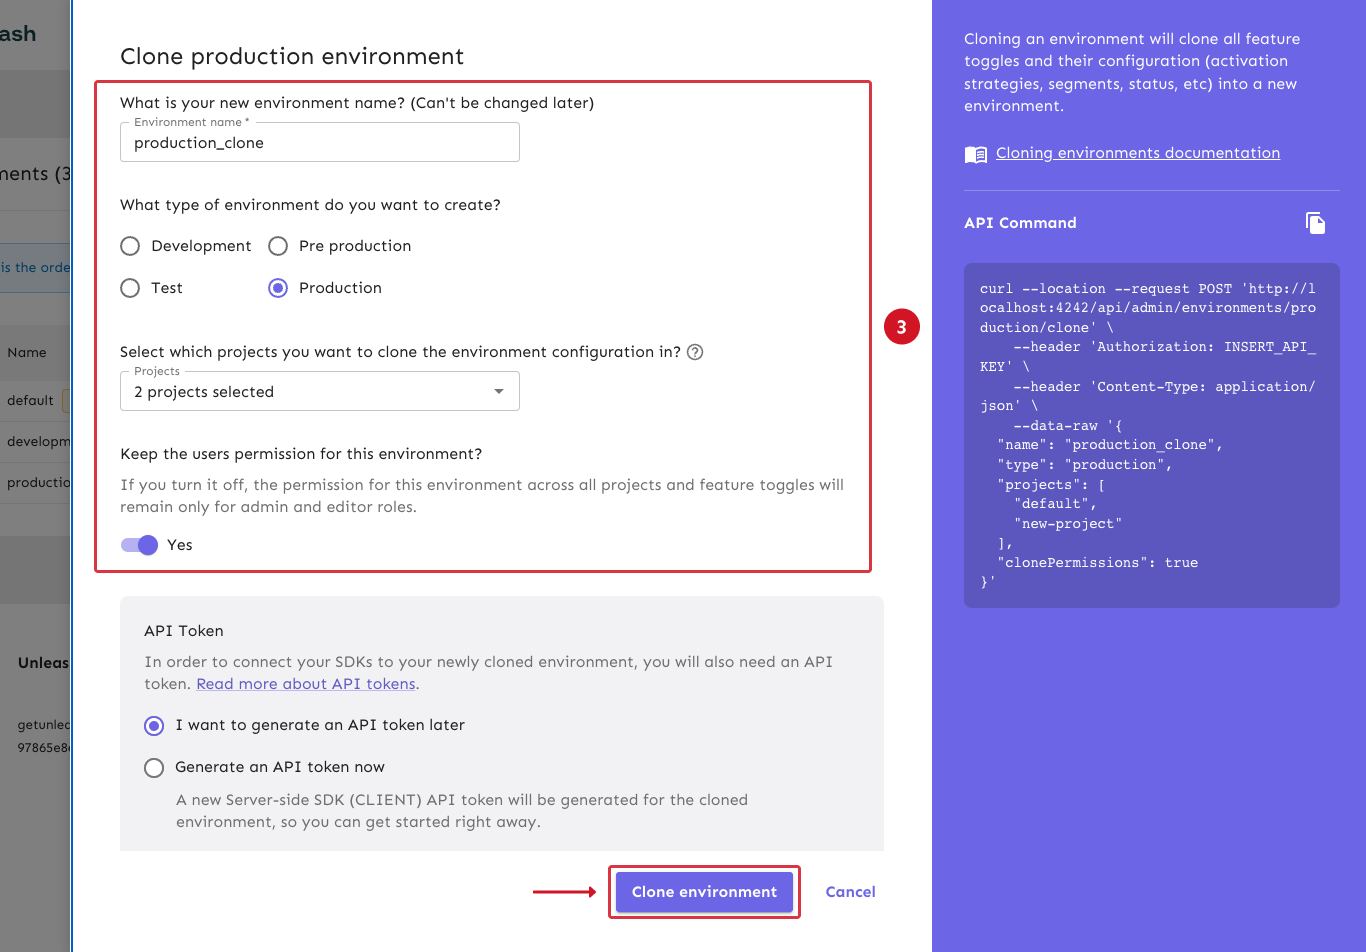 ash
ments (3
is the orde
Name
default
developm
productio
Unleas
getunlea
97865e8
Clone production environment
What is your new environment name? (Can't be changed later)
Environment name *
production_clone
What type of environment do you want to create?
Development Pre production
Test Production
Select which projects you want to clone the environment configuration in?
Projects
2 projects selected
Keep the users permission for this environment?
If you turn it off, the permission for this environment across all projects and feature toggles will
remain only for admin and editor roles.
Yes
3
API Token
In order to connect your SDKs to your newly cloned environment, you will also need an API
token. Read more about API tokens.
I want to generate an API token later
Generate an API token now
A new Server-side SDK (CLIENT) API token will be generated for the cloned
environment, so you can get started right away.
Clone environment Cancel
Cloning an environment will clone all feature
toggles and their configuration (activation
strategies, segments, status, etc) into a new
environment.
Cloning environments documentation
API Command
curl --location --request POST 'http://l
ocalhost:4242/api/admin/environments/pro
duction/clone' \
    --header 'Authorization: INSERT_API_
KEY' \
    --header 'Content-Type: application/
json' \
    --data-raw '{
  "name": "production_clone",
  "type": "production",
  "projects": [
    "default",
    "new-project"
  ],
  "clonePermissions": true
}'